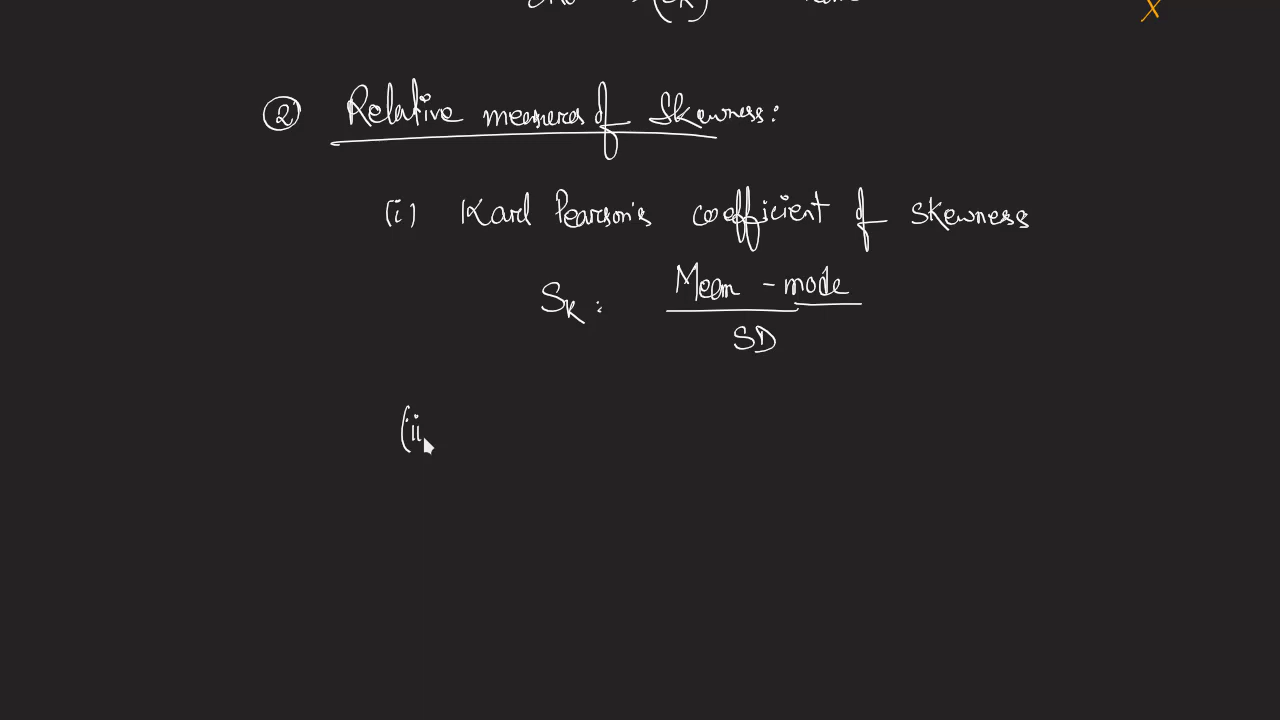 ② Relative measures of Skewness:
(i) Karl Pearson's coefficient of skewness
Sk : Mean - mode
SD
(ii